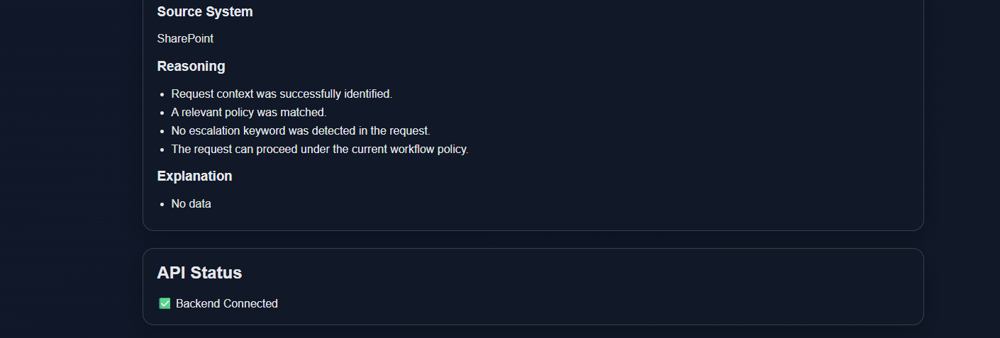 Source System
SharePoint
Reasoning
Request context was successfully identified.
A relevant policy was matched.
No escalation keyword was detected in the request.
The request can proceed under the current workflow policy.
Explanation
No data
API Status
✅ Backend Connected